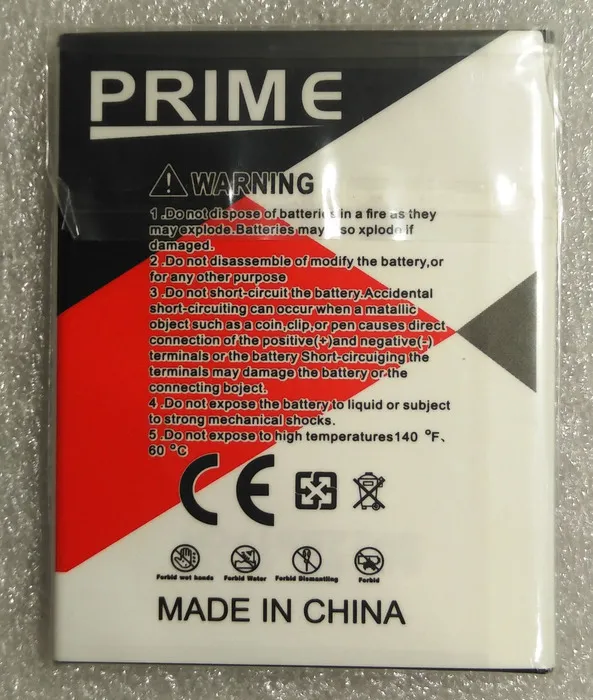 PRIME
WARNING
1 .Do not dispose of batteries in a fire as they
may explode.Batteries may also xplode if
damaged.
2 .Do not disassemble of modify the battery,or
for any other purpose
3 .Do not short-circuit the battery.Accidental
short-circuiting can occur when a matallic
object such as a coin,clip,or pen causes direct
connection of the positive(+)and negative(-)
terminals or the battery Short-circuiging the
terminals may damage the battery or the
connecting boject.
4 .Do not expose the battery to liquid or subject
to strong mechanical shocks.
5 .Do not expose to high temperatures140 °F、
60 °C
CE
Forbid wet hands Forbid Water Forbid Dismantling Forbid
MADE IN CHINA